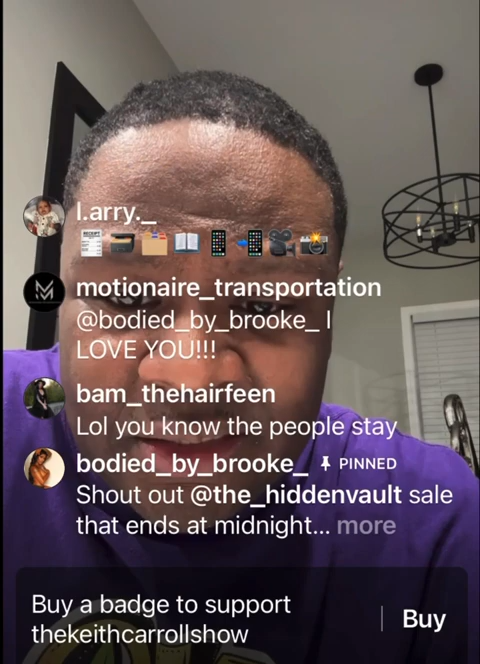 l.arry._
🧾🗃️🗂️📖📱📲🎥📸
motionaire_transportation
@bodied_by_brooke_ I
LOVE YOU!!!
bam_thehairfeen
Lol you know the people stay
bodied_by_brooke_ PINNED
Shout out @the_hiddenvault sale
that ends at midnight... more
Buy a badge to support
thekeithcarrollshow
Buy